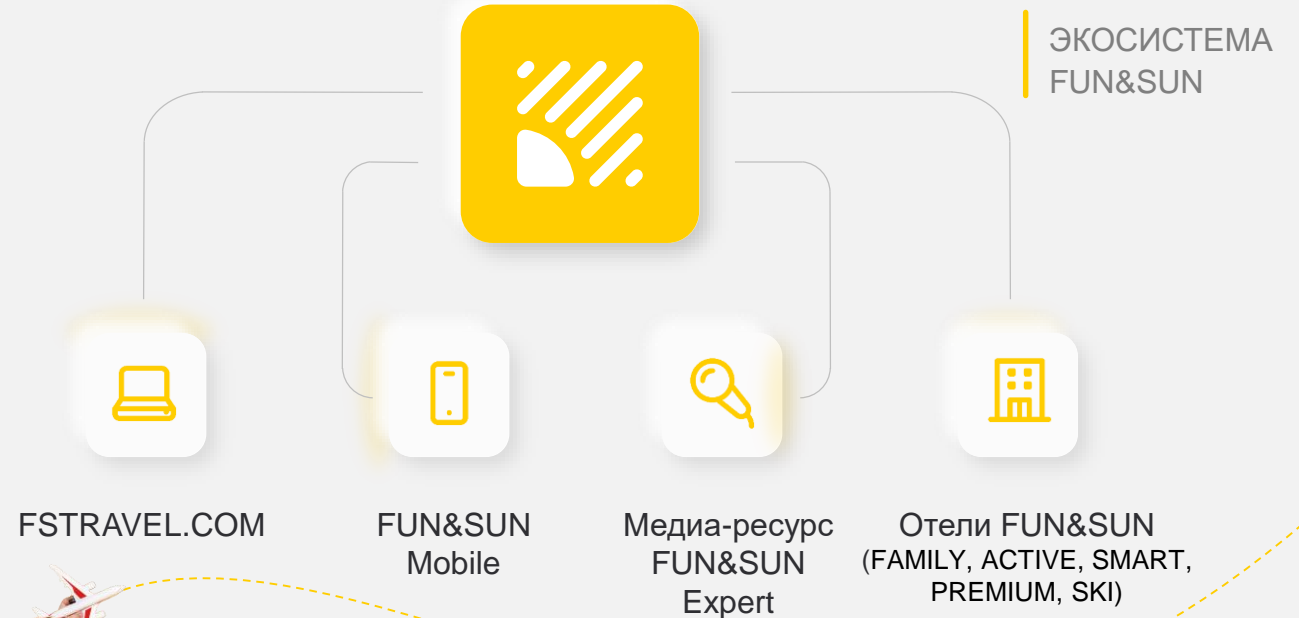 ЭКОСИСТЕМА
FUN&SUN
FSTRAVEL.COM
FUN&SUN
Mobile
Медиа-ресурс
FUN&SUN
Expert
Отели FUN&SUN
(FAMILY, ACTIVE, SMART,
PREMIUM, SKI)